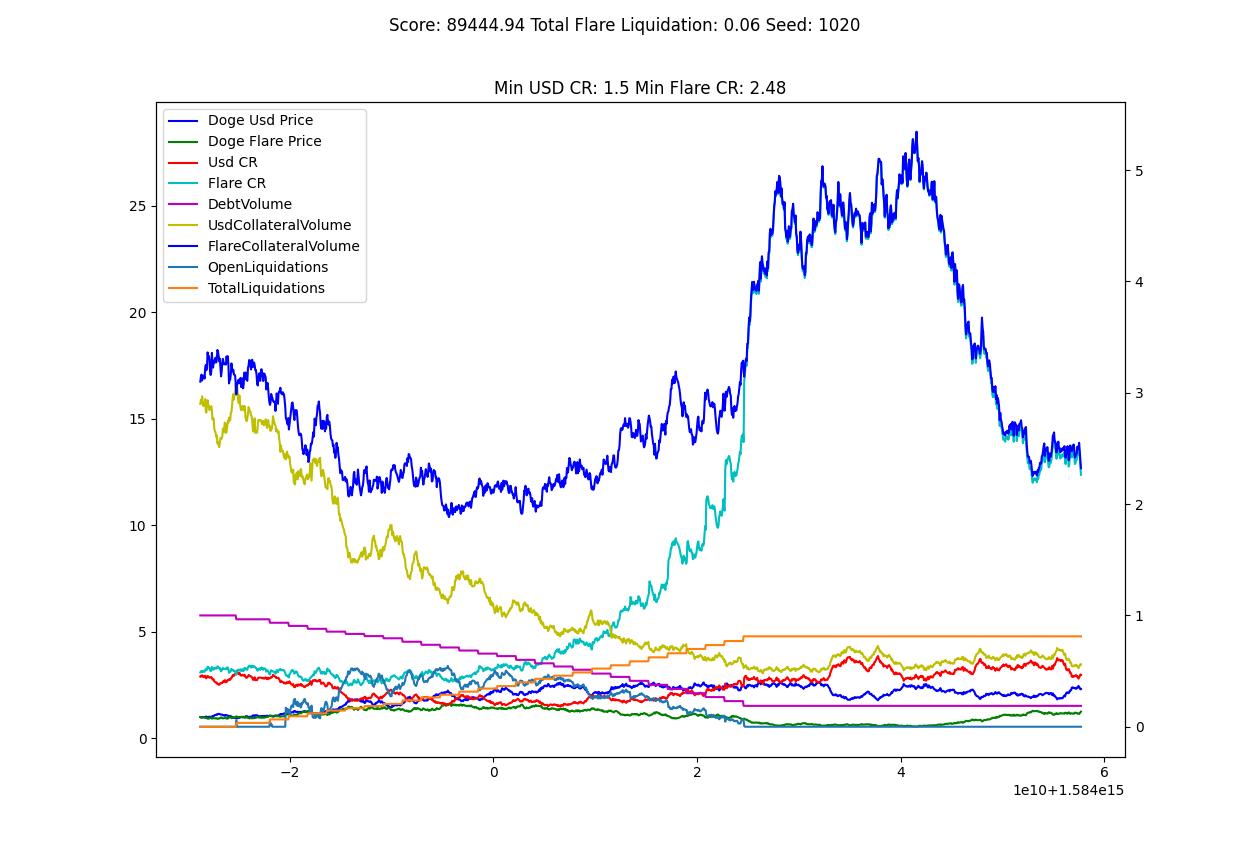 Score: 89444.94 Total Flare Liquidation: 0.06 Seed: 1020
Min USD CR: 1.5 Min Flare CR: 2.48
Doge Usd Price
Doge Flare Price
Usd CR
Flare CR
DebtVolume
UsdCollateralVolume
FlareCollateralVolume
OpenLiquidations
TotalLiquidations
25
20
15
10
5
0
5
4
3
2
1
0
−2
0
2
4
6
1e10+1.584e15